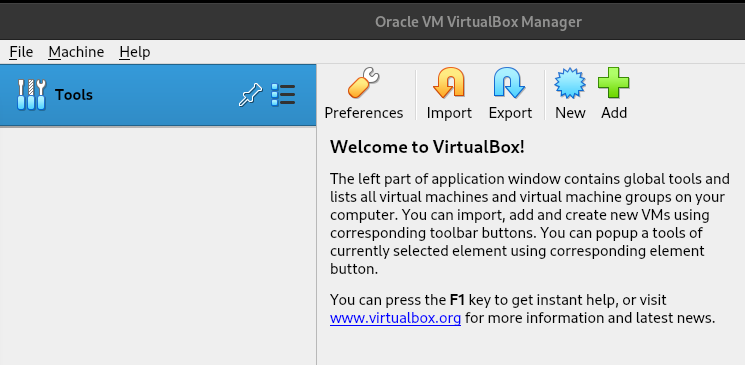 Oracle VM VirtualBox Manager
File Machine Help
Tools
Preferences Import Export New Add
Welcome to VirtualBox!
The left part of application window contains global tools and
lists all virtual machines and virtual machine groups on your
computer. You can import, add and create new VMs using
corresponding toolbar buttons. You can popup a tools of
currently selected element using corresponding element
button.
You can press the F1 key to get instant help, or visit
www.virtualbox.org for more information and latest news.